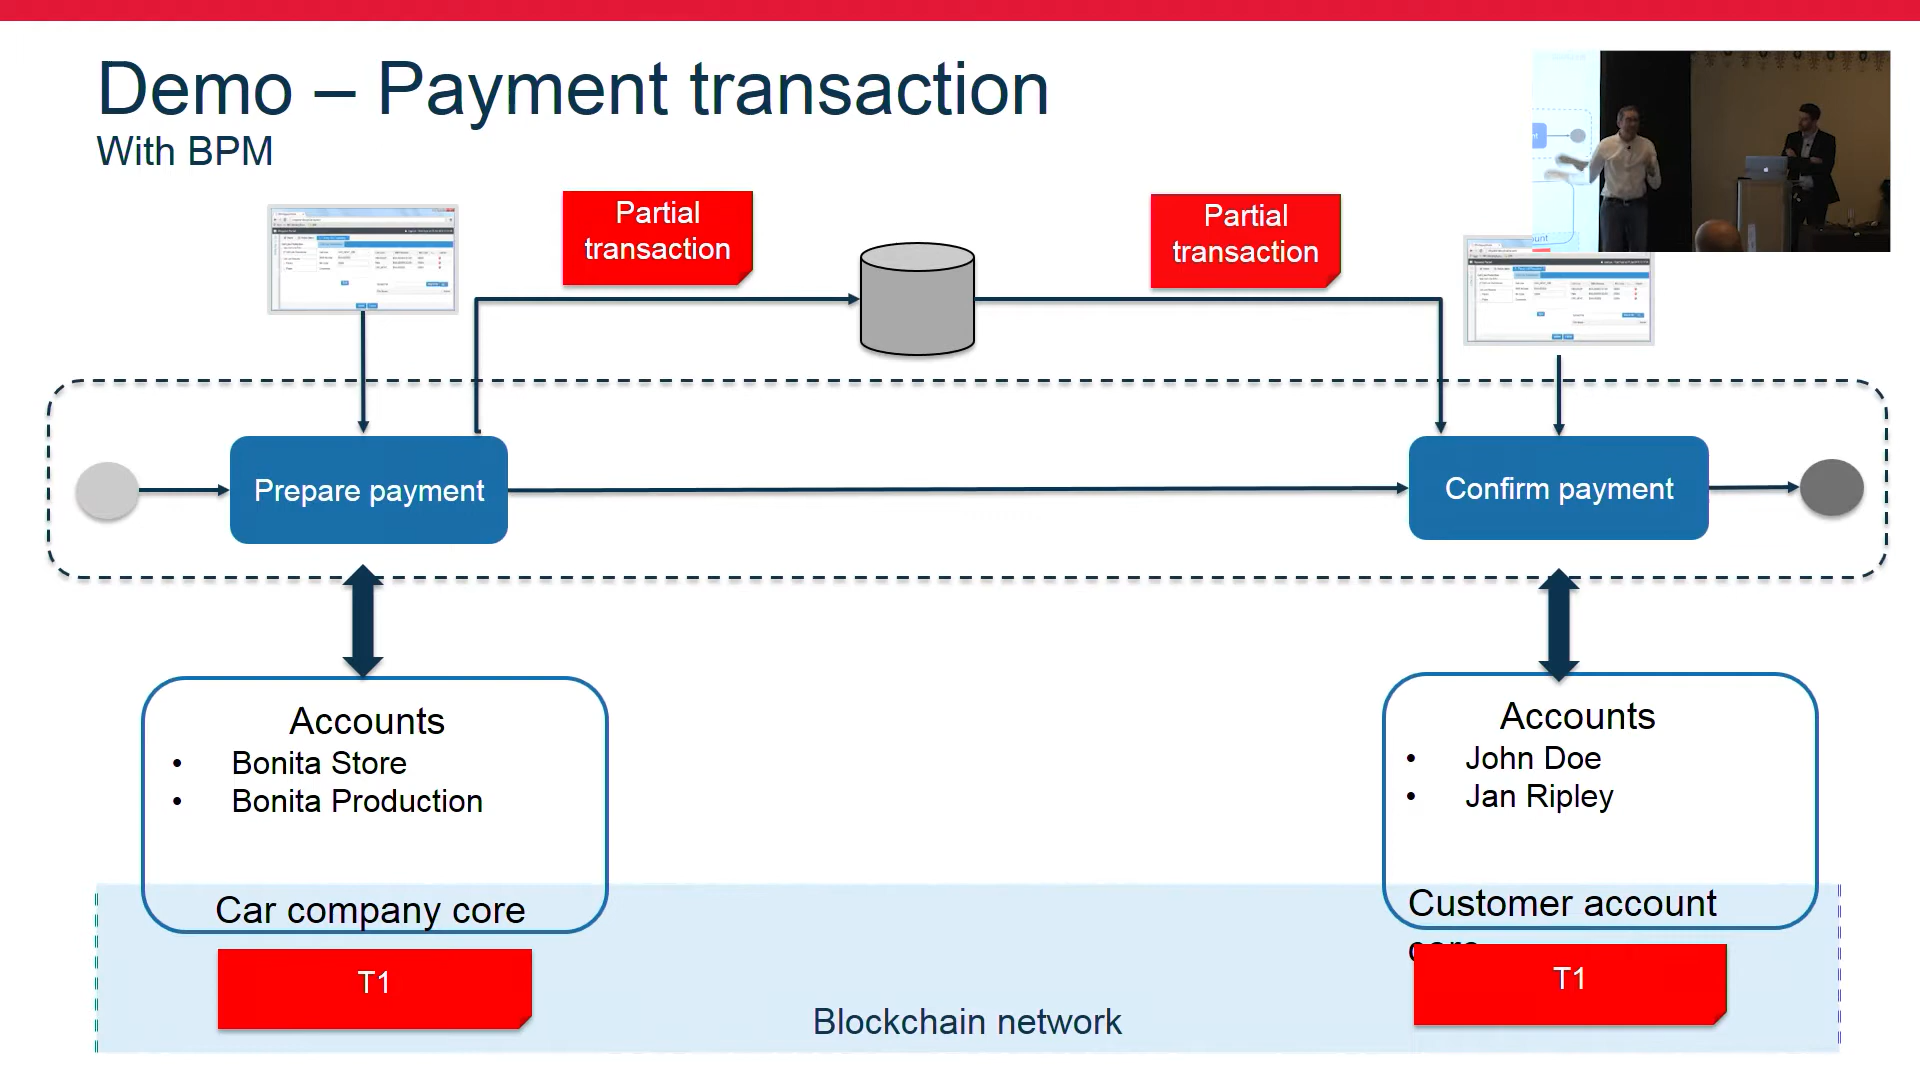 Demo – Payment transaction
With BPM
Partial
transaction
Partial
transaction
Prepare payment
Confirm payment
Accounts
• Bonita Store
• Bonita Production
Car company core
T1
Accounts
• John Doe
• Jan Ripley
Customer account
core
T1
Blockchain network